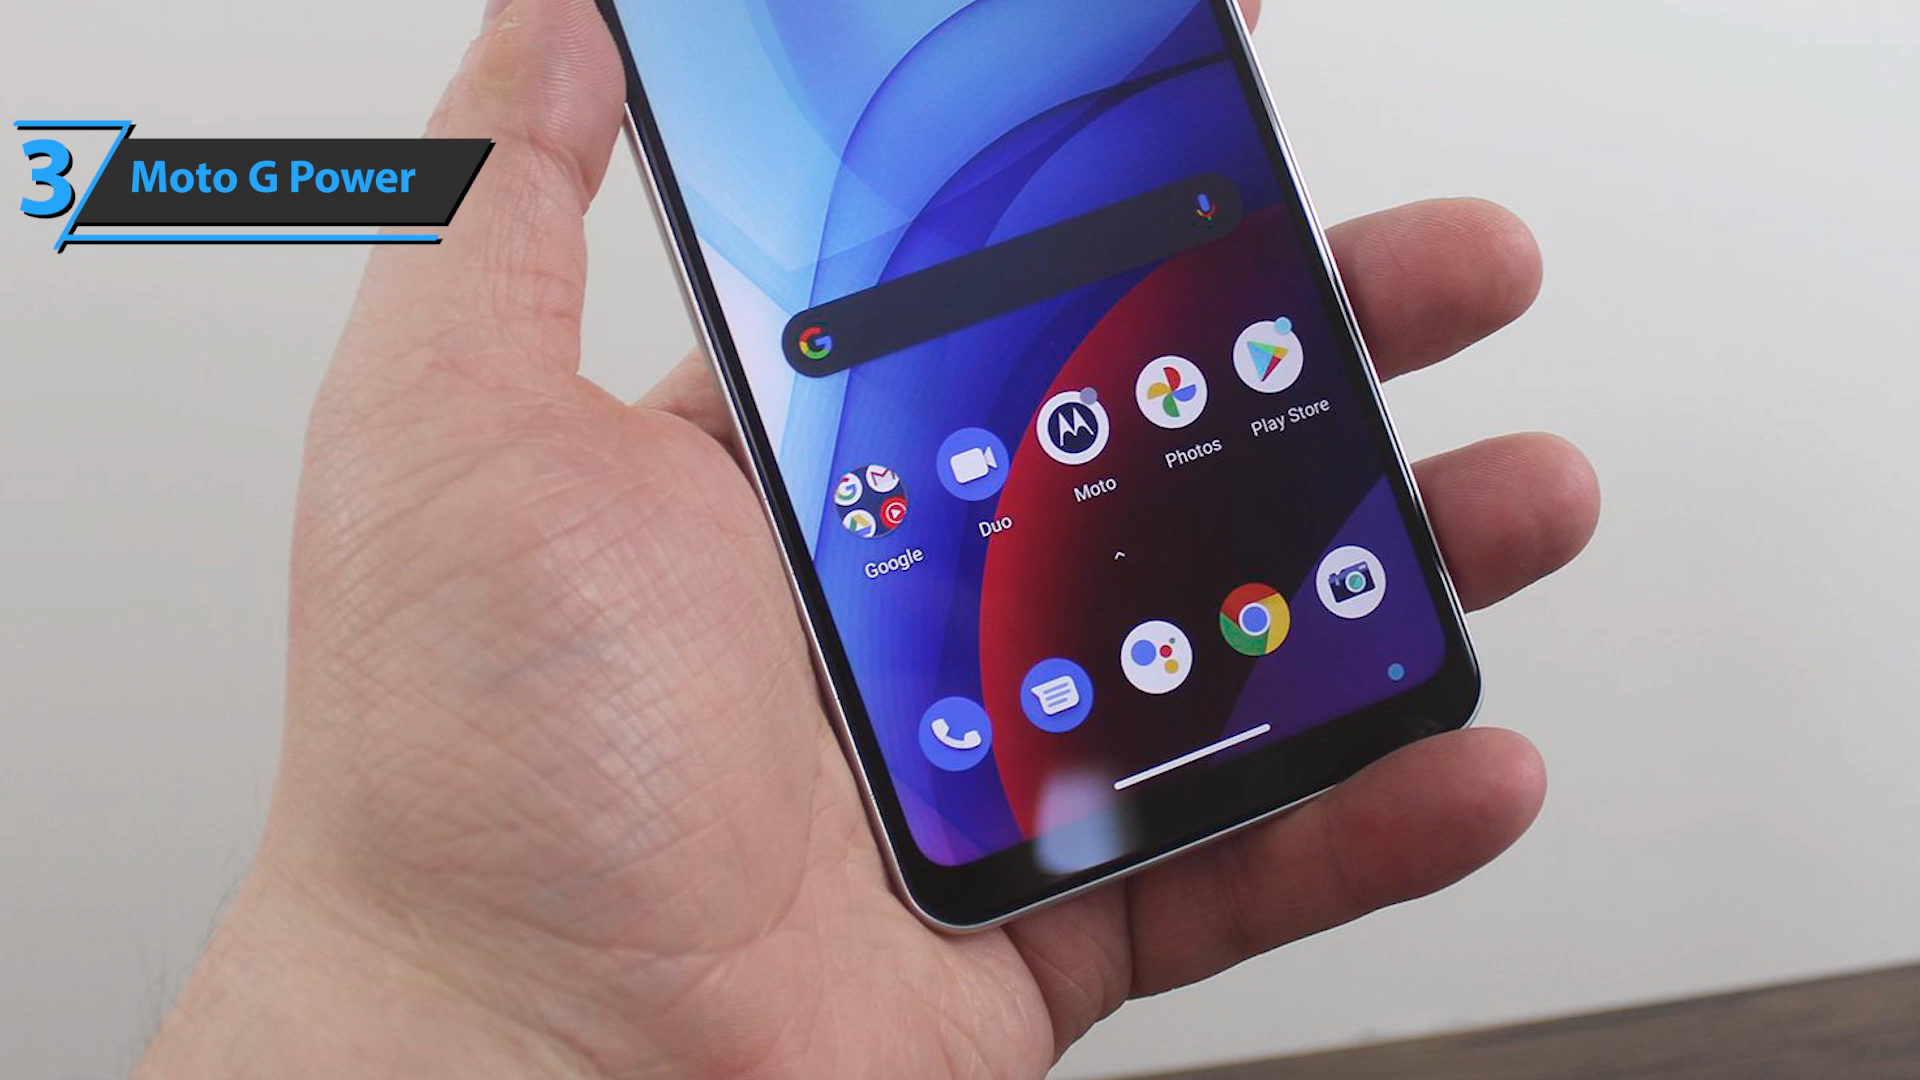 3 Moto G Power
Google
Duo
Moto
Photos
Play Store